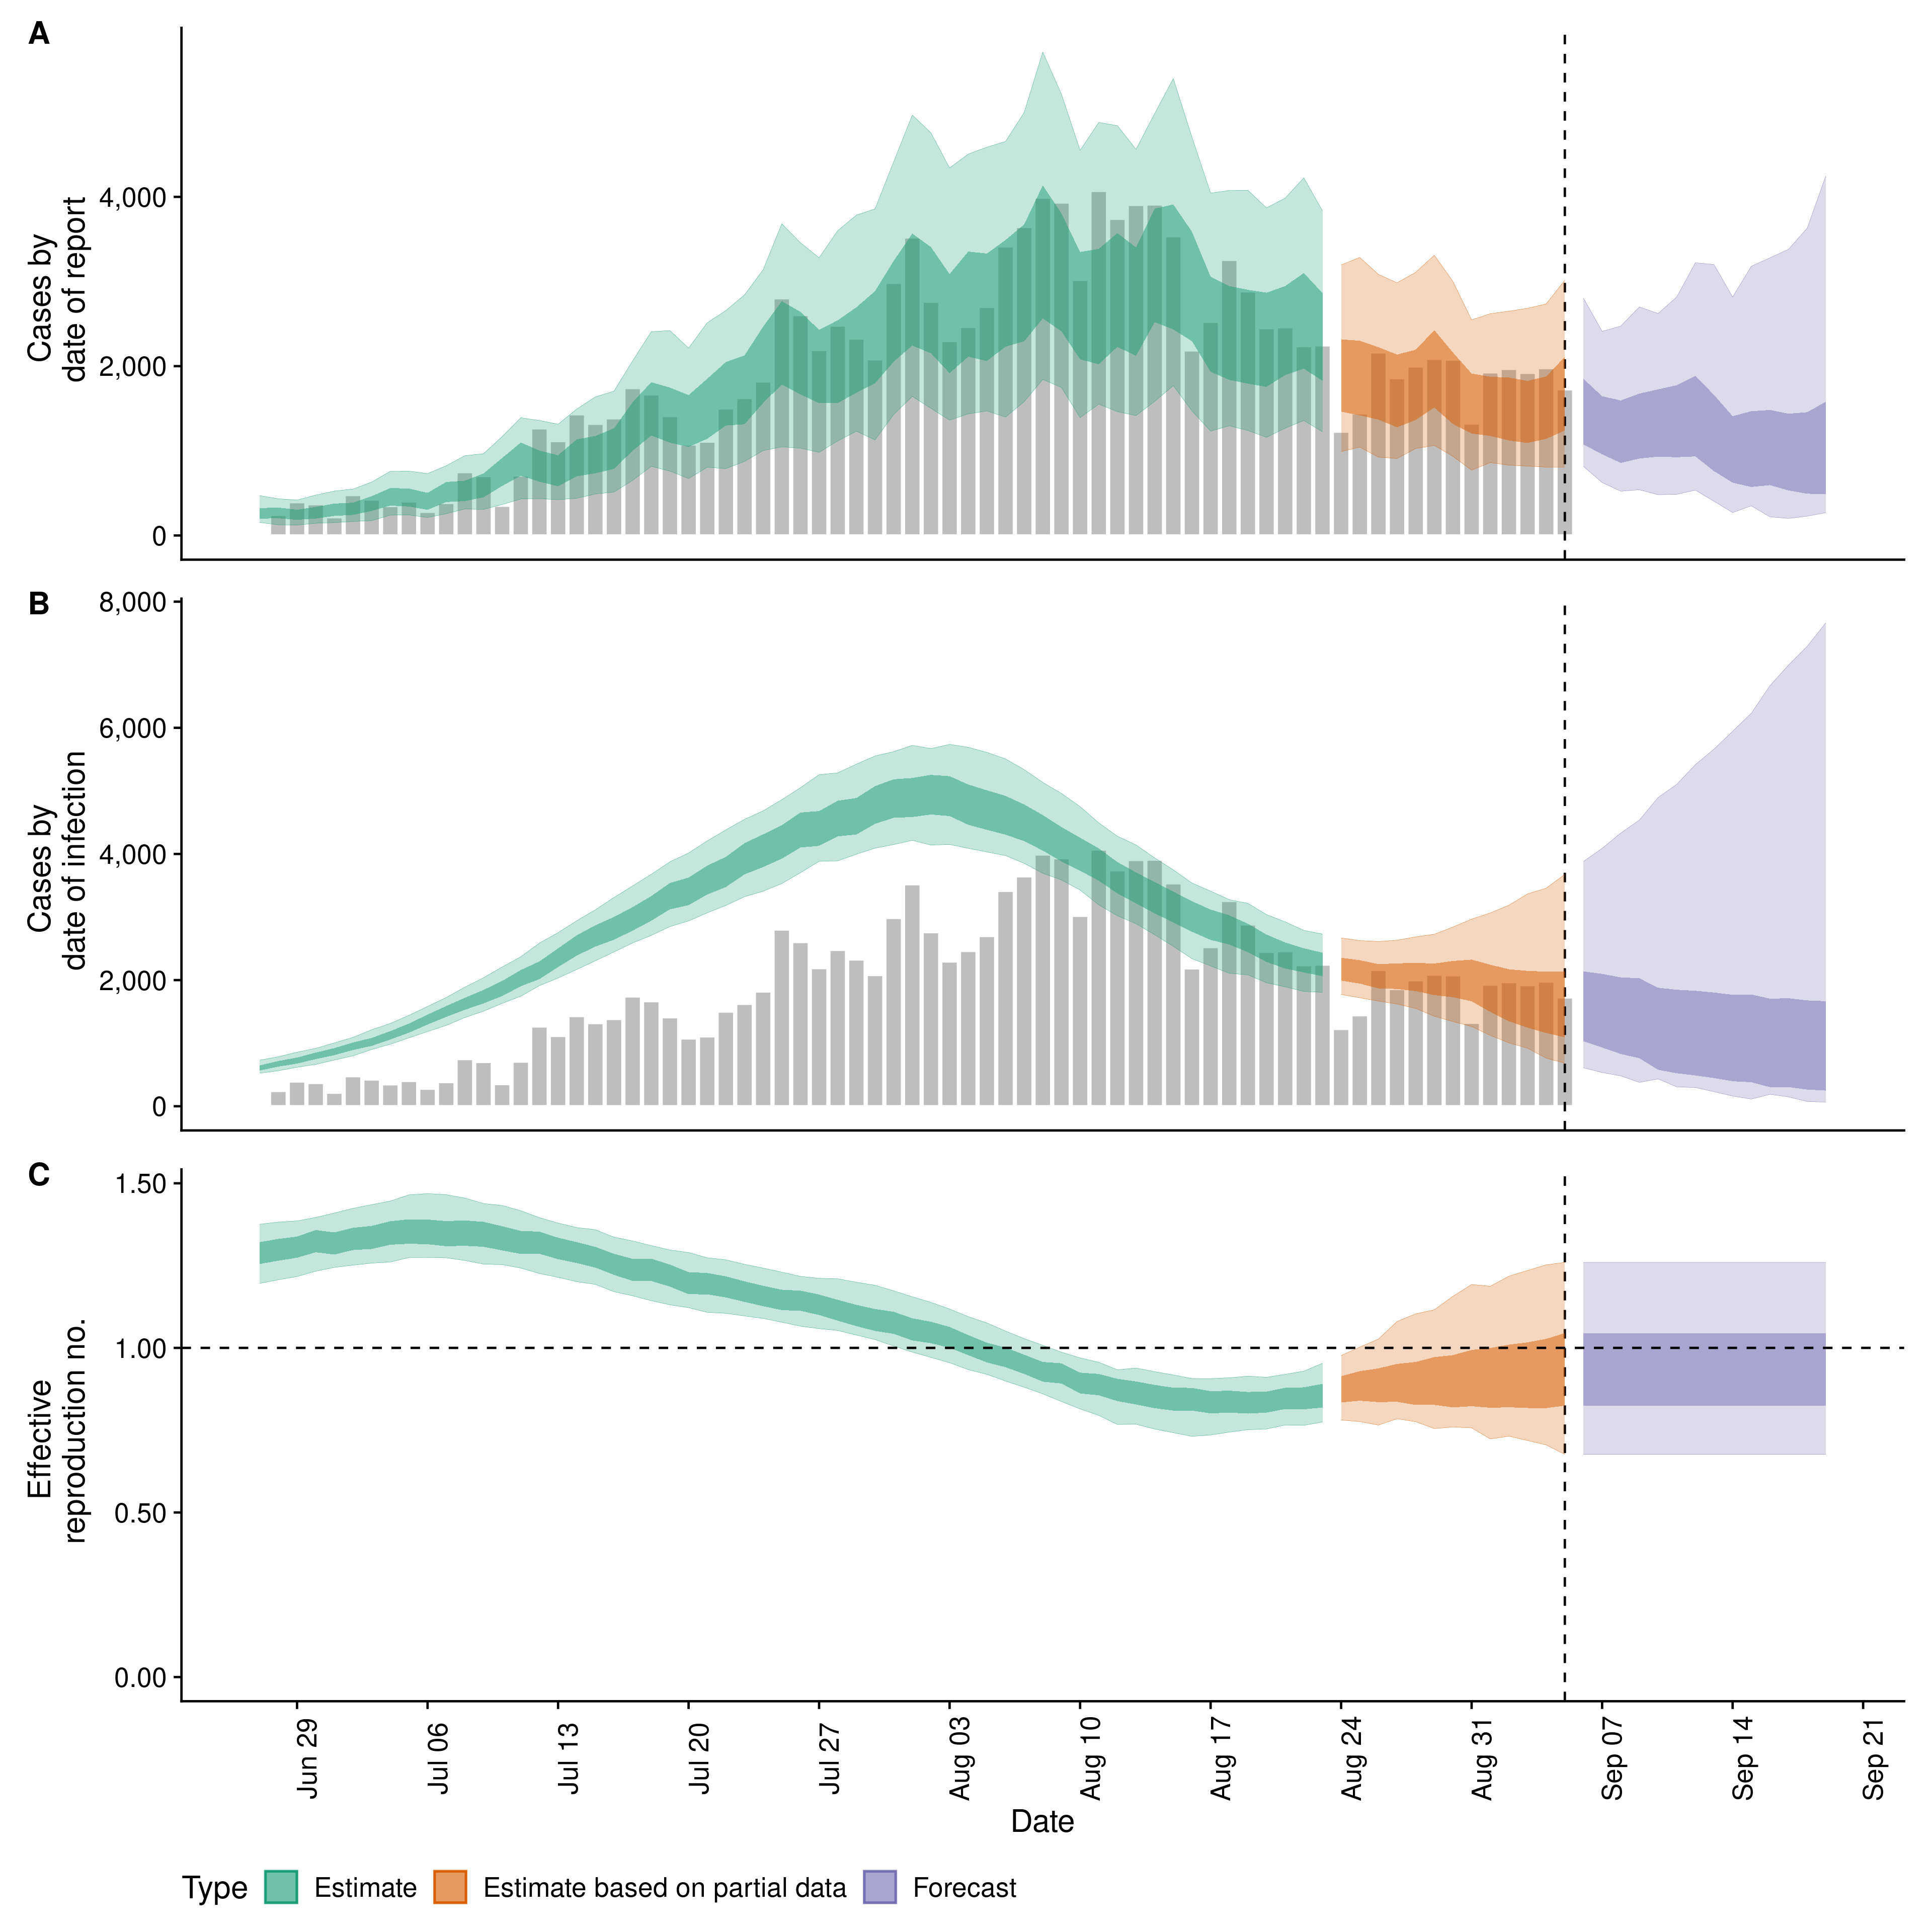 A
Cases by
date of report
4,000
2,000
0
B
Cases by
date of infection
8,000
6,000
4,000
2,000
0
C
Effective
reproduction no.
1.50
1.00
0.50
0.00
Jun 29
Jul 06
Jul 13
Jul 20
Jul 27
Aug 03
Aug 10
Aug 17
Aug 24
Aug 31
Sep 07
Sep 14
Sep 21
Date
Type Estimate Estimate based on partial data Forecast